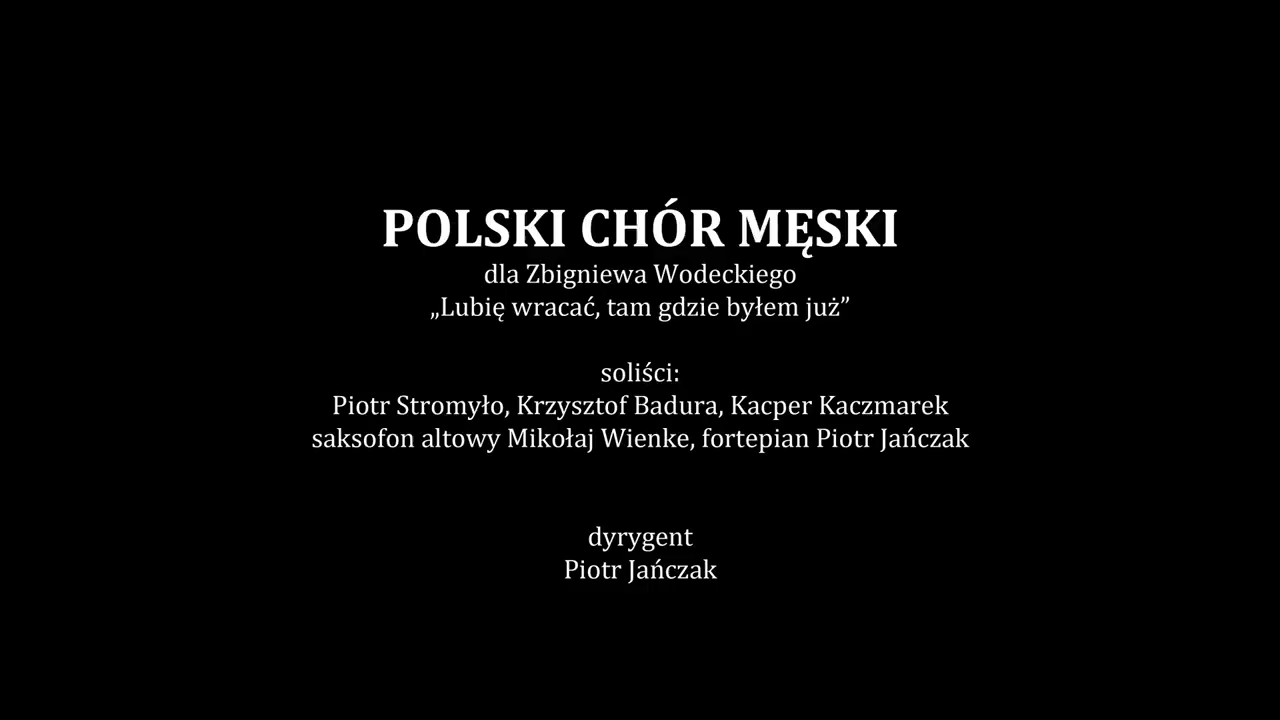 POLSKI CHÓR MĘSKI
dla Zbigniewa Wodeckiego
„Lubię wracać, tam gdzie byłem już”
soliści:
Piotr Stromyło, Krzysztof Badura, Kacper Kaczmarek
saksofon altowy Mikołaj Wienke, fortepian Piotr Jańczak
dyrygent
Piotr Jańczak